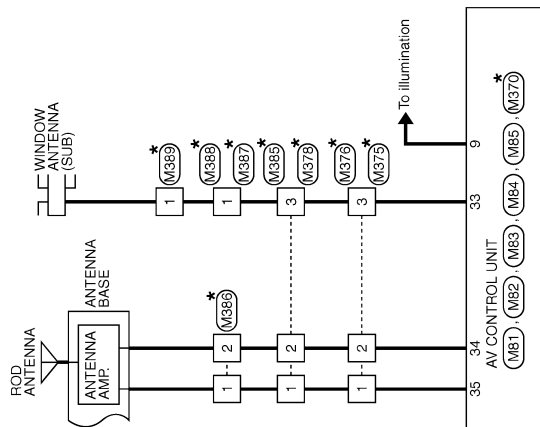 ROD
ANTENNA
ANTENNA
BASE
ANTENNA
AMP.
WINDOW
ANTENNA
(SUB)
1
*
M389
1 2 1
*
M386
*
M388
*
M387
1 2 3
*
M385
*
M378
1 2 3
*
M376
*
M375
To illumination
35 34 33 9
AV CONTROL UNIT
M81 , M82 , M83 , M84 , M85 , M370
*